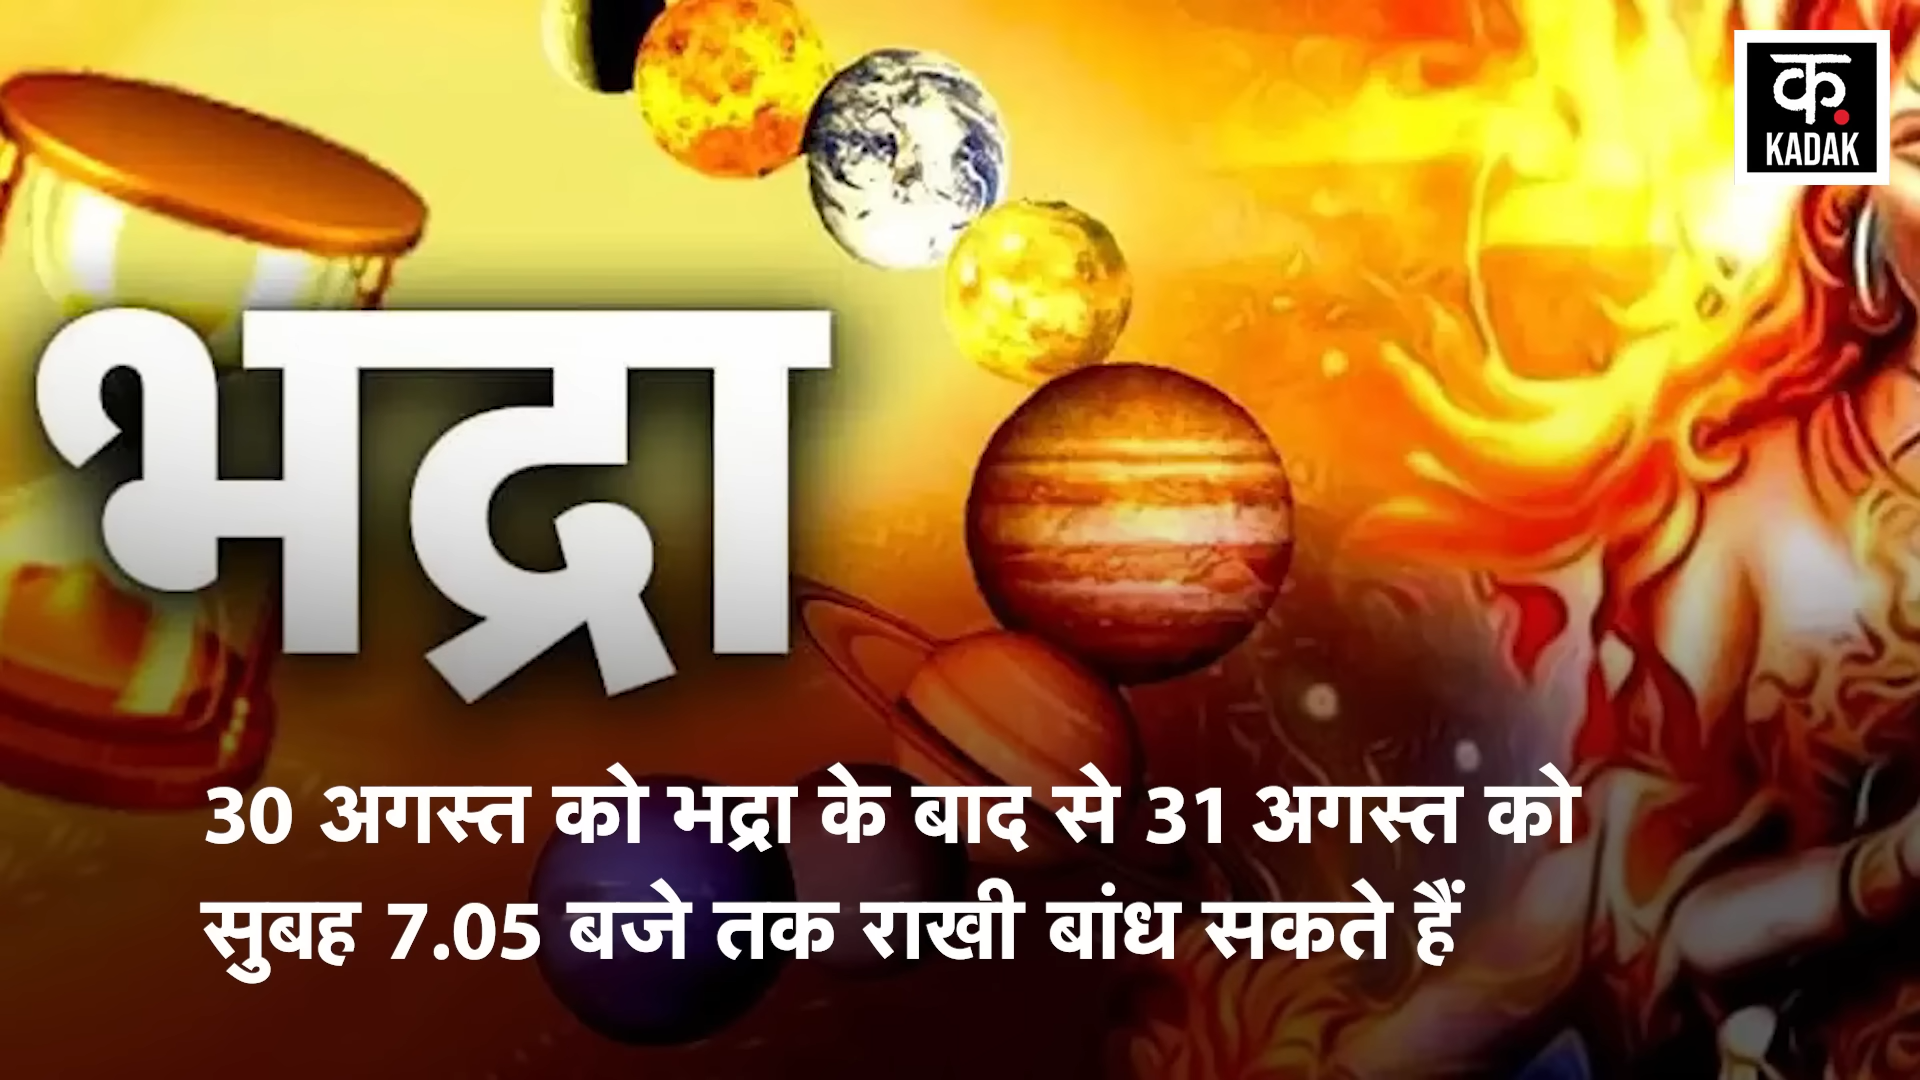 क.
KADAK
भद्रा
30 अगस्त को भद्रा के बाद से 31 अगस्त को
सुबह 7.05 बजे तक राखी बांध सकते हैं